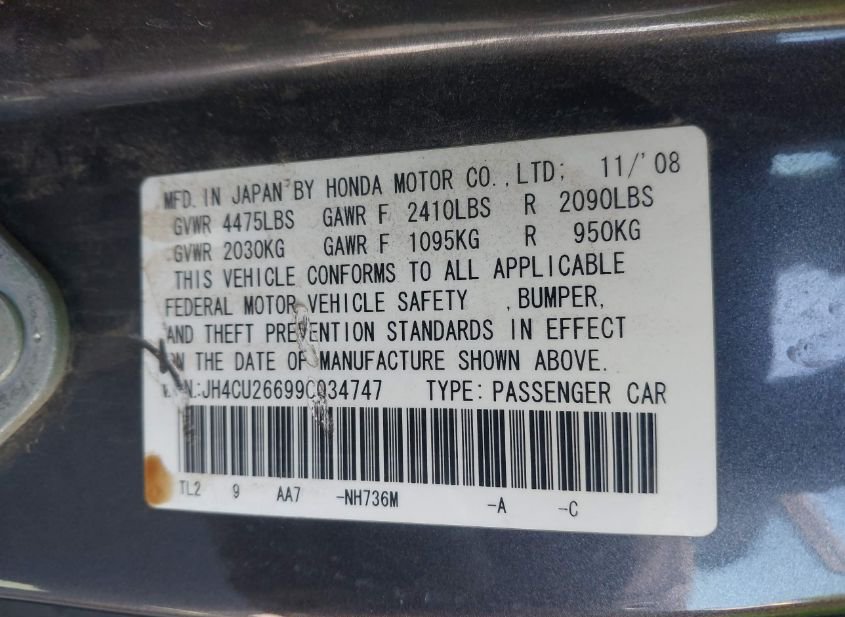 MFD. IN JAPAN BY HONDA MOTOR CO., LTD; 11/'08
GVWR 4475LBS GAWR F 2410LBS R 2090LBS
GVWR 2030KG GAWR F 1095KG R 950KG
THIS VEHICLE CONFORMS TO ALL APPLICABLE
FEDERAL MOTOR VEHICLE SAFETY , BUMPER,
AND THEFT PREVENTION STANDARDS IN EFFECT
ON THE DATE OF MANUFACTURE SHOWN ABOVE.
JH4CU26699C034747 TYPE: PASSENGER CAR
TL2 9 AA7 -NH736M -A -C